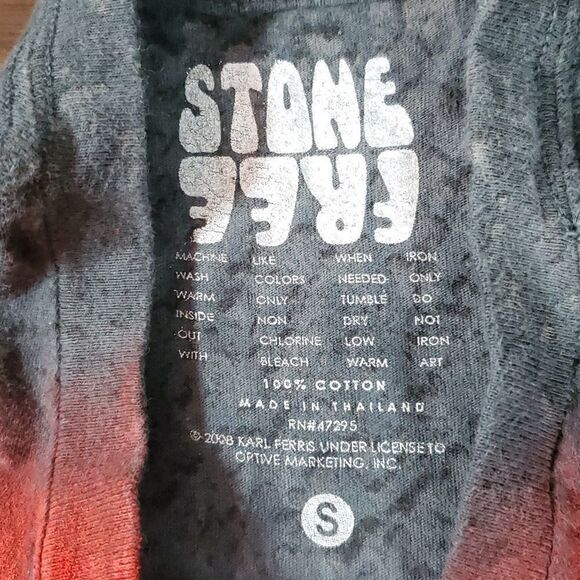 STONE
FREE
MACHINE LIKE WHEN IRON
WASH COLORS NEEDED ONLY
WARM ONLY TUMBLE DO
INSIDE NON DRY NOT
OUT CHLORINE LOW IRON
WITH BLEACH WARM ART
100% COTTON
MADE IN THAILAND
RN#47295
© 2008 KARL FERRIS UNDER LICENSE TO
OPTIVE MARKETING, INC.
S